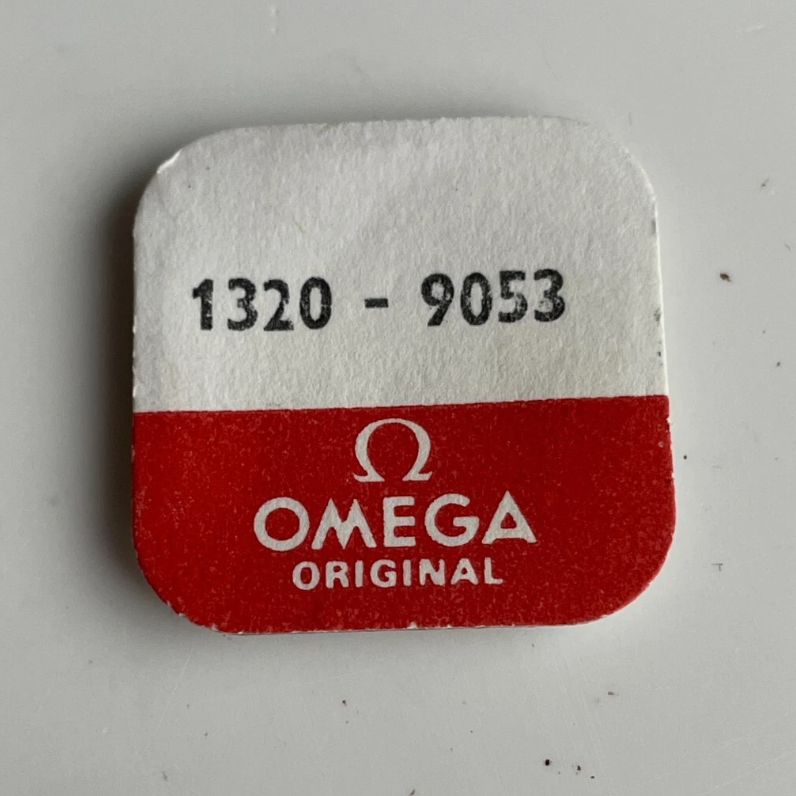 1320 - 9053
Ω
OMEGA
ORIGINAL